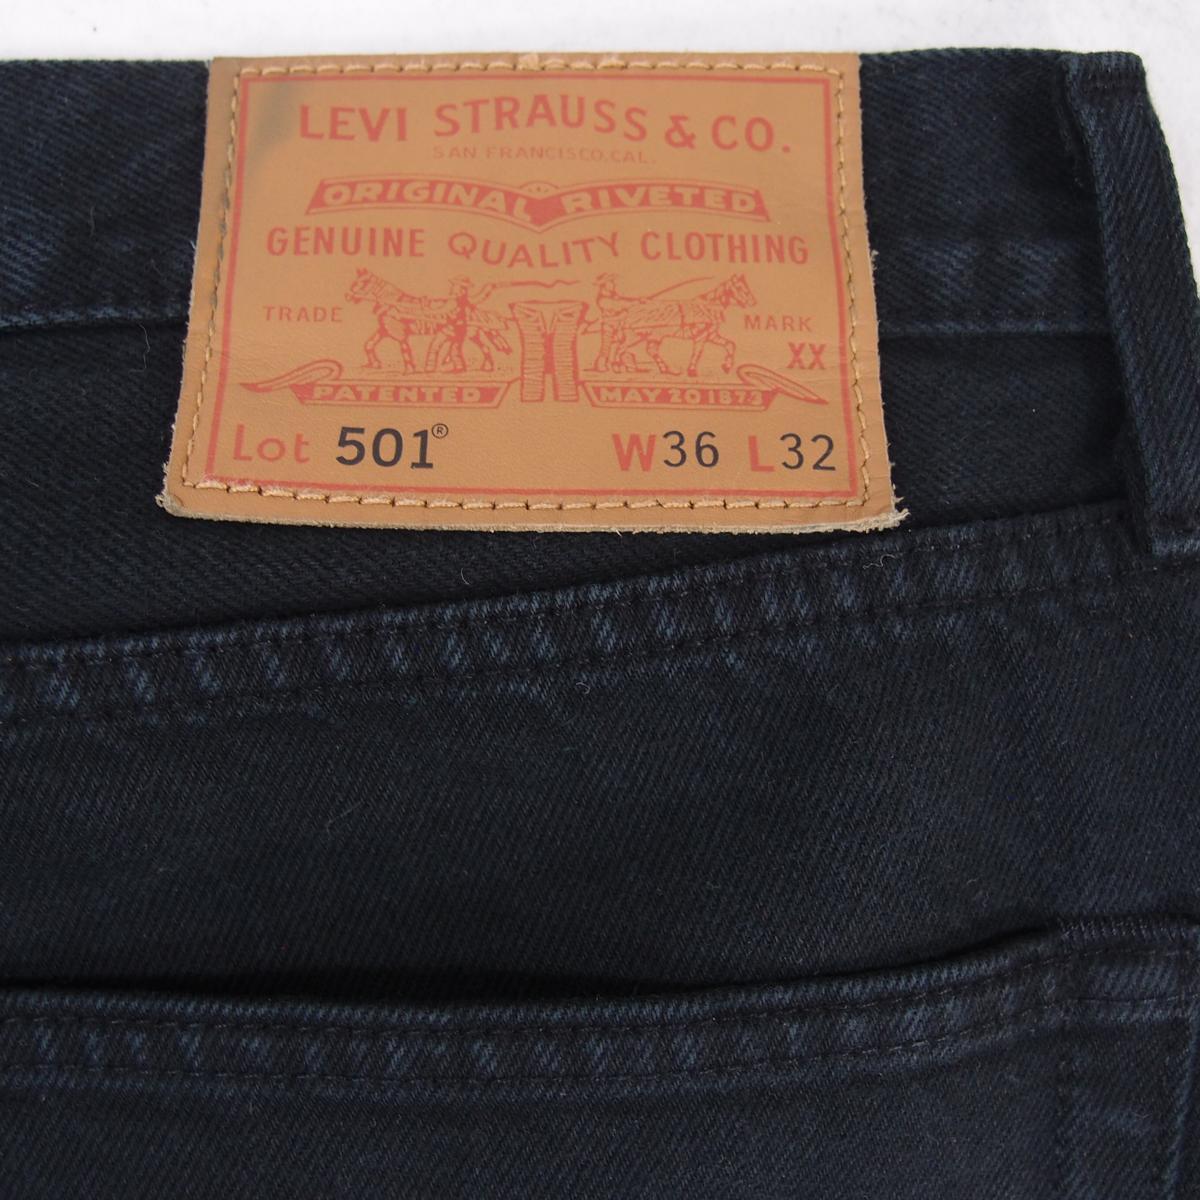 LEVI STRAUSS & CO.
SAN FRANCISCO, CAL.
ORIGINAL RIVETED
GENUINE QUALITY CLOTHING
TRADE MARK
XX
PATENTED MAY 20 1873
Lot 501® W36 L32